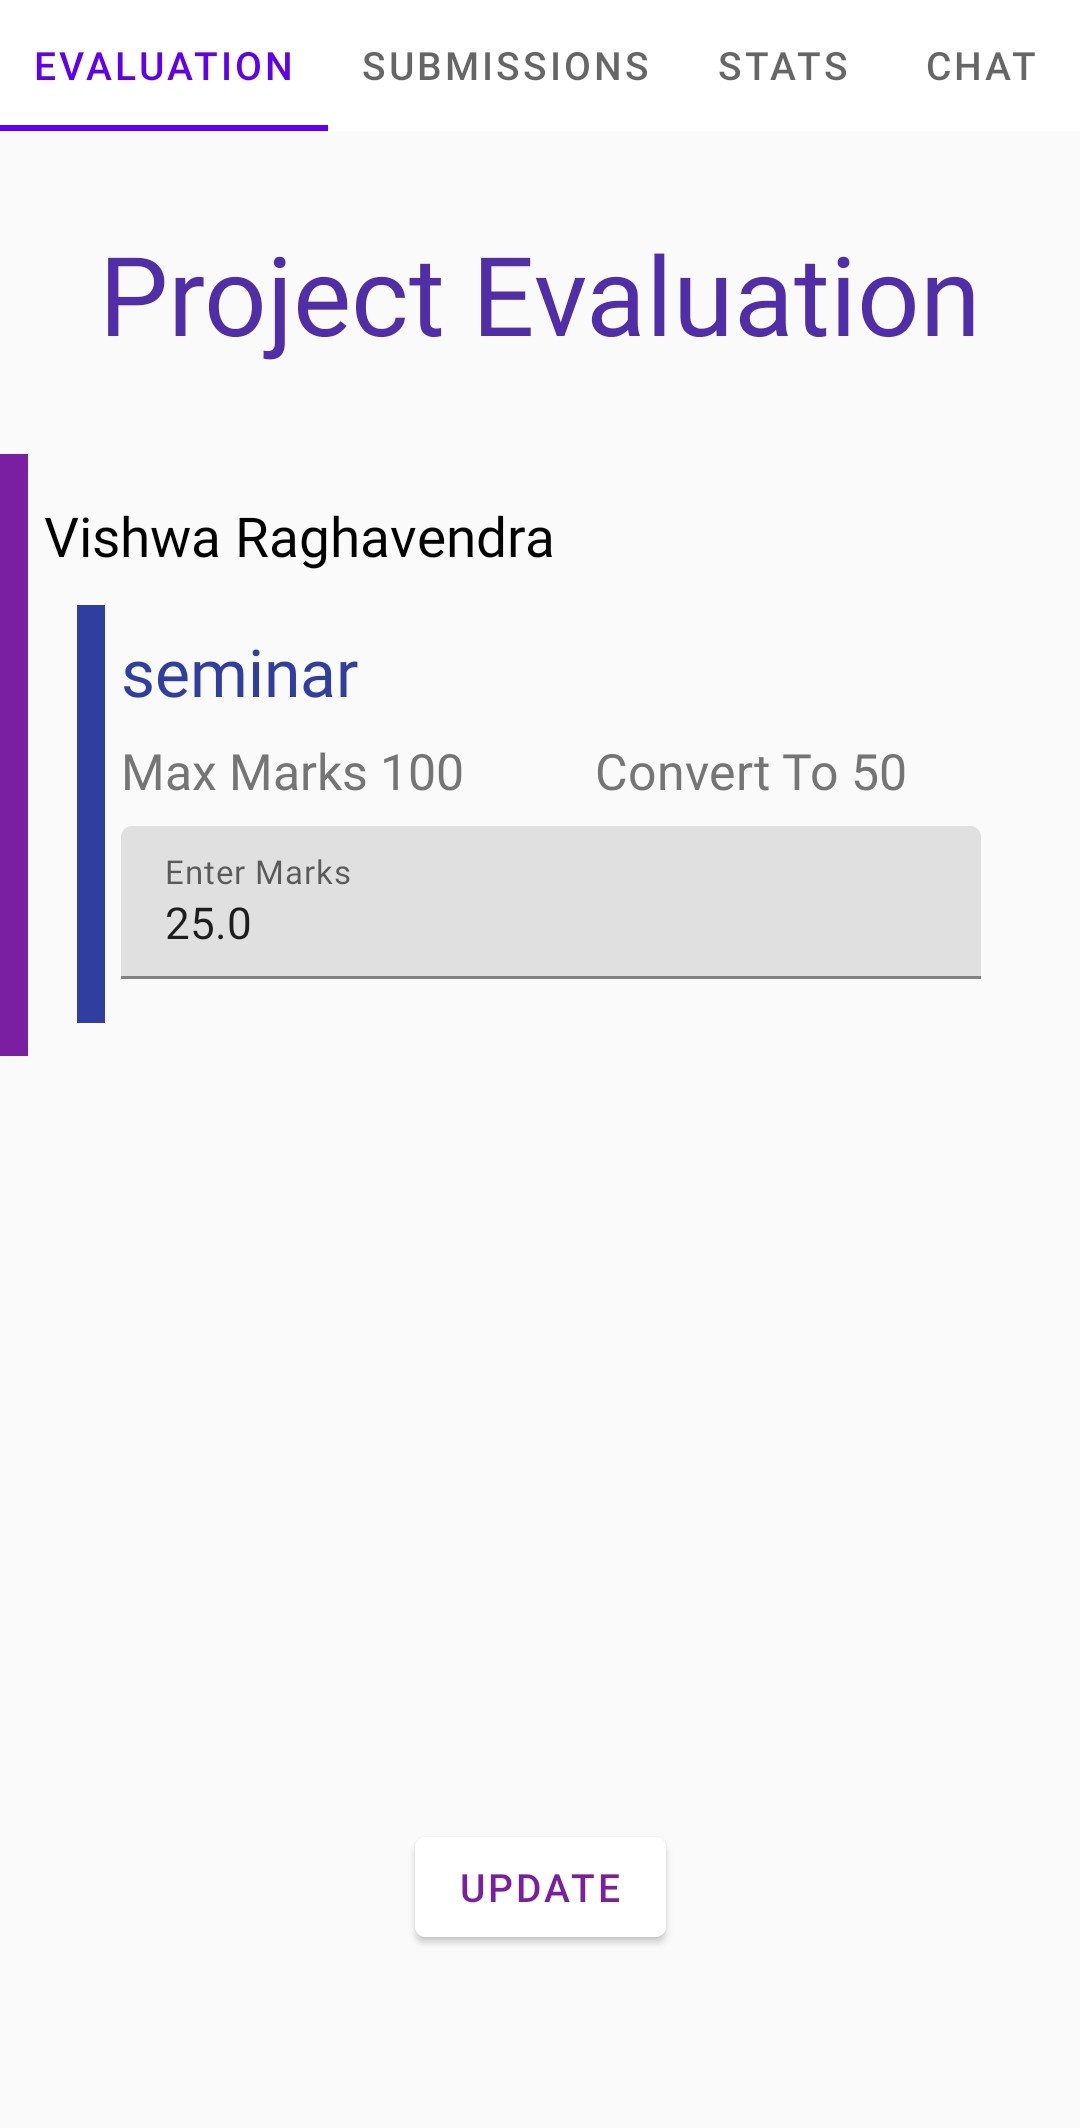 EVALUATION SUBMISSIONS STATS CHAT
Project Evaluation
Vishwa Raghavendra
seminar
Max Marks 100 Convert To 50
Enter Marks
25.0
UPDATE